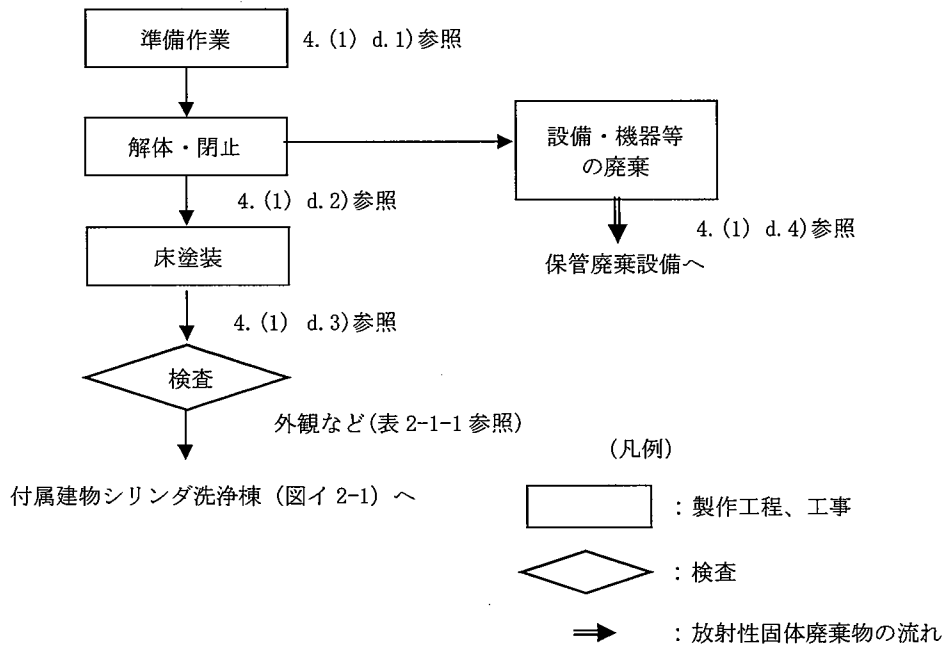 準備作業
4.(1) d.1)参照
解体・閉止
設備・機器等
の廃棄
4.(1) d.2)参照
4.(1) d.4)参照
保管廃棄設備へ
床塗装
4.(1) d.3)参照
検査
外観など(表 2-1-1 参照)
付属建物シリンダ洗浄棟（図イ 2-1）へ
(凡例)
：製作工程、工事
：検査
：放射性固体廃棄物の流れ